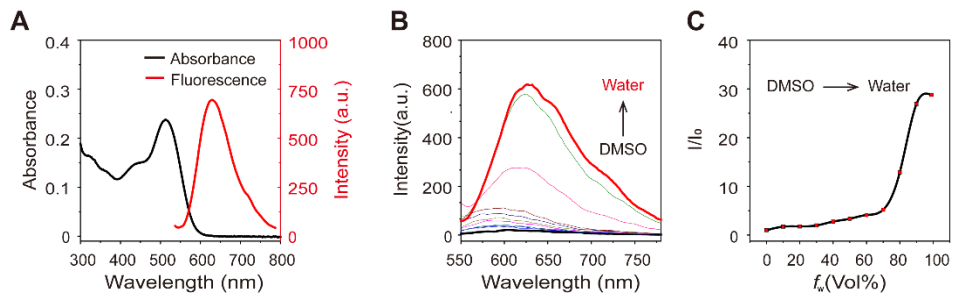 A
0.4
0.3
0.2
0.1
0
Absorbance
300 400 500 600 700 800
Wavelength (nm)
Absorbance
Fluorescence
1000
750
500
250
0
Intensity (a.u.)
B
800
600
400
200
0
Intensity(a.u.)
550 600 650 700 750
Wavelength (nm)
Water
DMSO
C
40
30
20
10
0
I/I₀
0 20 40 60 80 100
fw(Vol%)
DMSO → Water